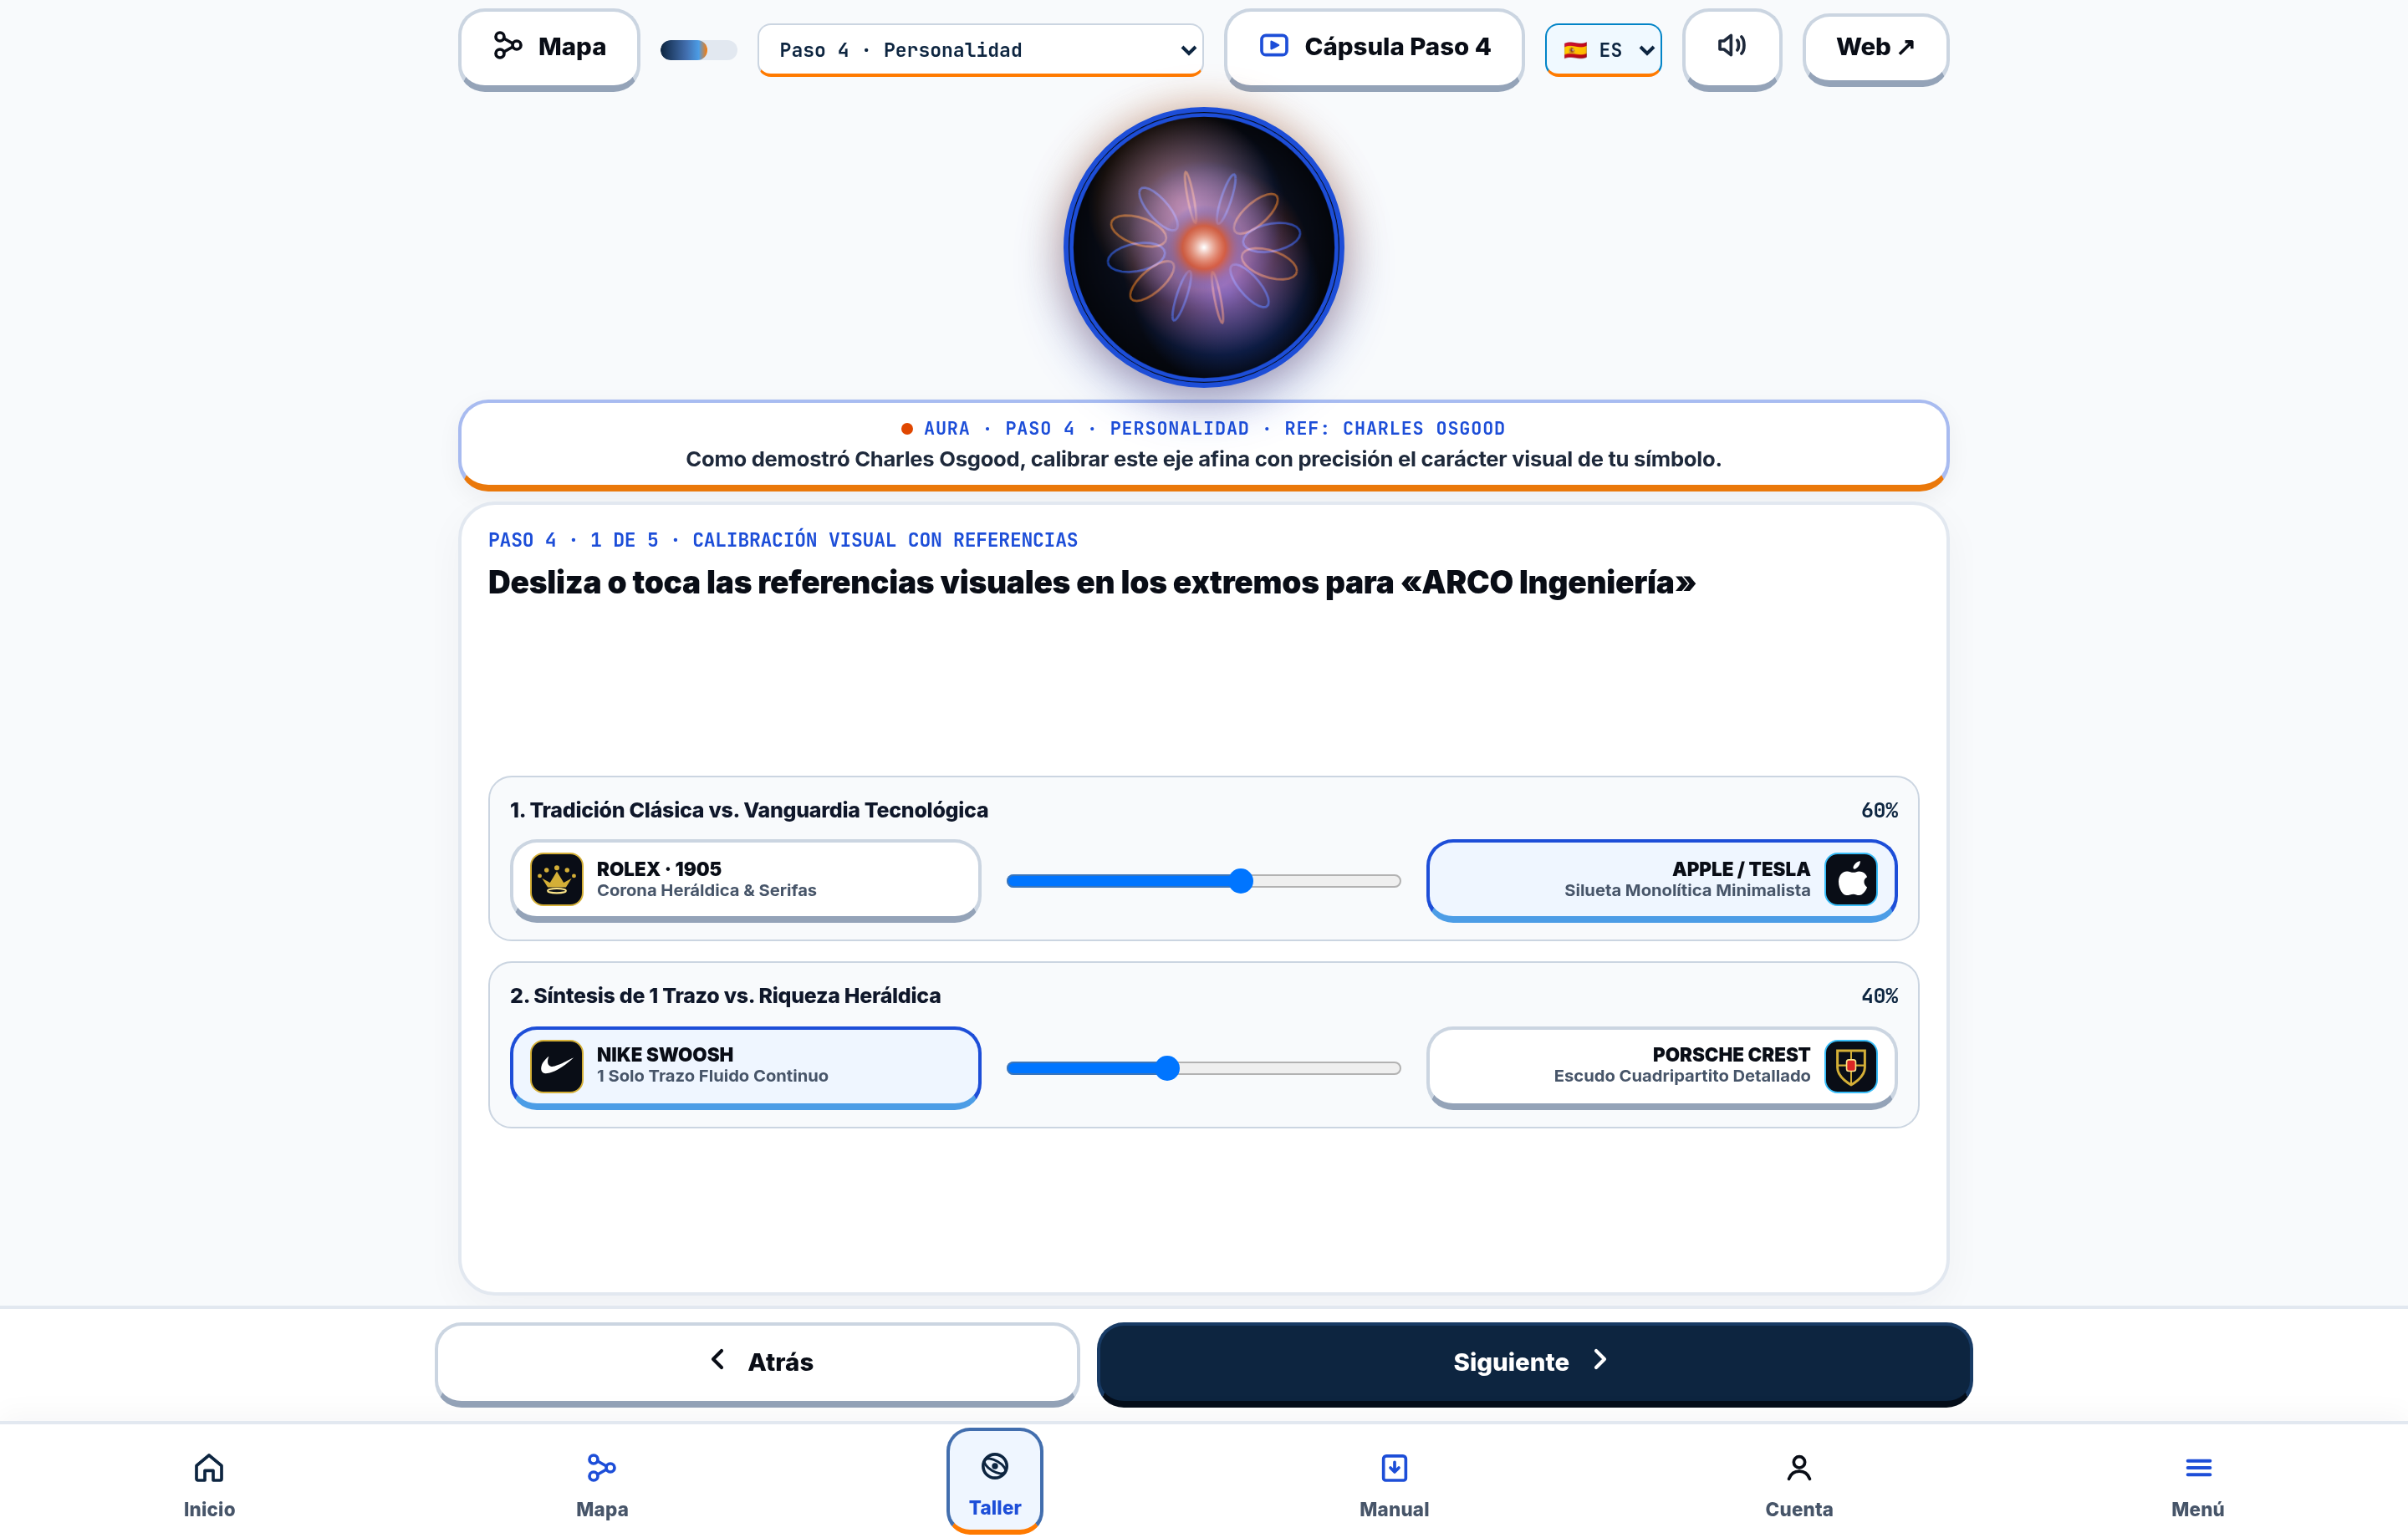 Mapa
Paso 4 · Personalidad
Cápsula Paso 4
🇪🇸 ES
Web ↗
AURA · PASO 4 · PERSONALIDAD · REF: CHARLES OSGOOD
Como demostró Charles Osgood, calibrar este eje afina con precisión el carácter visual de tu símbolo.
PASO 4 · 1 DE 5 · CALIBRACIÓN VISUAL CON REFERENCIAS
Desliza o toca las referencias visuales en los extremos para «ARCO Ingeniería»
1. Tradición Clásica vs. Vanguardia Tecnológica
60%
ROLEX · 1905
Corona Heráldica & Serifas
APPLE / TESLA
Silueta Monolítica Minimalista
2. Síntesis de 1 Trazo vs. Riqueza Heráldica
40%
NIKE SWOOSH
1 Solo Trazo Fluido Continuo
PORSCHE CREST
Escudo Cuadripartito Detallado
Atrás
Siguiente
Inicio
Mapa
Taller
Manual
Cuenta
Menú